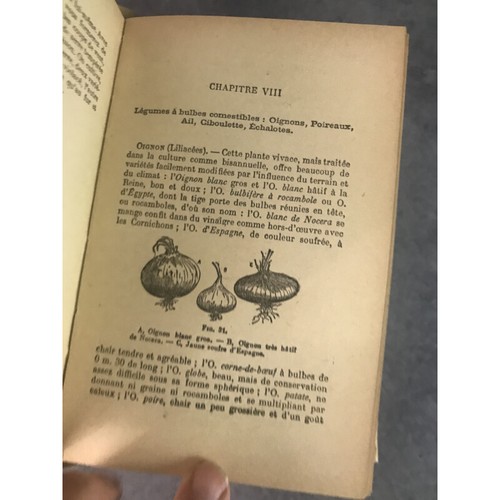 CHAPITRE VIII
Légumes à bulbes comestibles : Oignons, Poireaux,
Ail, Ciboulette, Echalotes.
OIGNON (Liliacées). — Cette plante vivace, mais traitée
dans la culture comme bisannuelle, offre beaucoup de
variétés facilement modifiées par l'influence du terrain et
du climat : l'Oignon blanc gros et l'O. blanc hâtif à la
Reine, bon et doux ; l'O. bulbifère à rocambole ou O.
d'Égypte, dont la tige porte des bulbes réunies en tête,
ou rocamboles, d'où son nom : l'O. blanc de Nocera se
mange confit dans du vinaigre comme hors-d'œuvre avec
les Cornichons ; l'O. d'Espagne, de couleur soufrée, à
A B C
FIG. 31.
A, Oignon blanc gros. — B, Oignon très hâtif
de Nocera. — C, Jaune soufre d'Espagne.
chair tendre et agréable ; l'O. corne-de-bœuf à bulbes de
0 m. 30 de long ; l'O. globe, beau, mais de conservation
assez difficile sous sa forme sphérique ; l'O. patate, ne
donnant ni graine ni rocamboles et se multipliant par
caïeux ; l'O. poire, chair un peu grossière et d'un goût